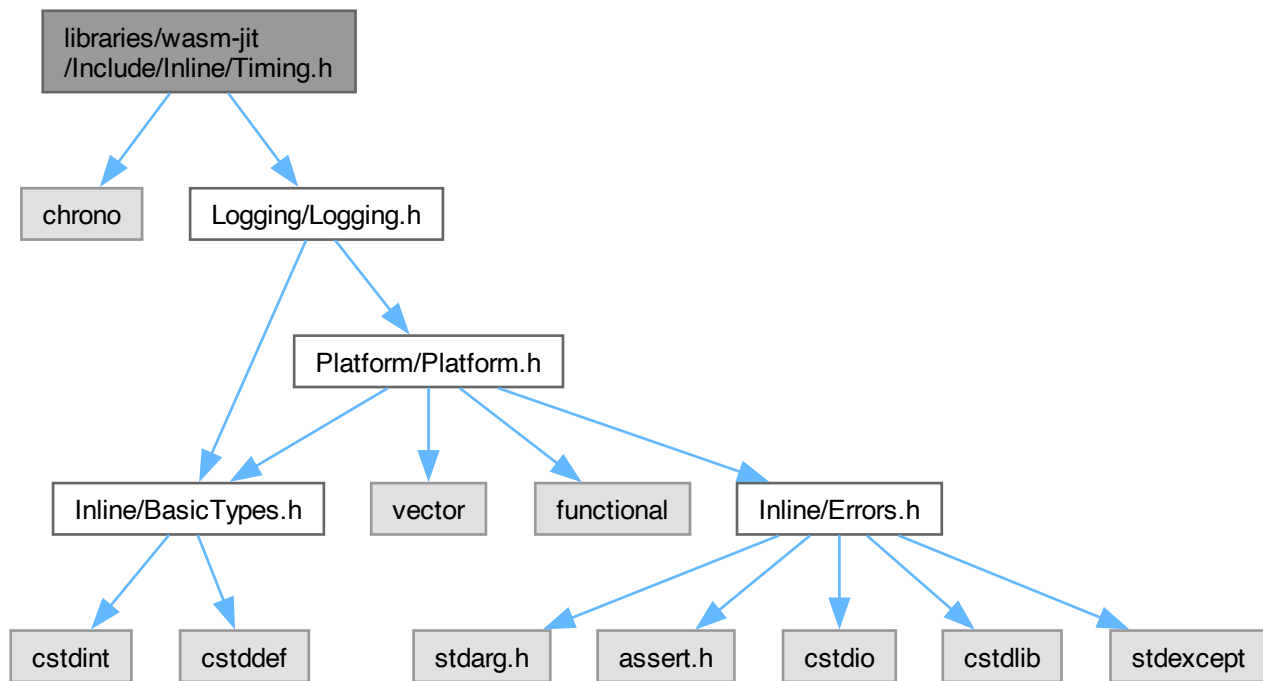 libraries/wasm-jit
/Include/Inline/Timing.h
chrono
Logging/Logging.h
Platform/Platform.h
Inline/BasicTypes.h
vector
functional
Inline/Errors.h
cstdint
cstddef
stdarg.h
assert.h
cstdio
cstdlib
stdexcept